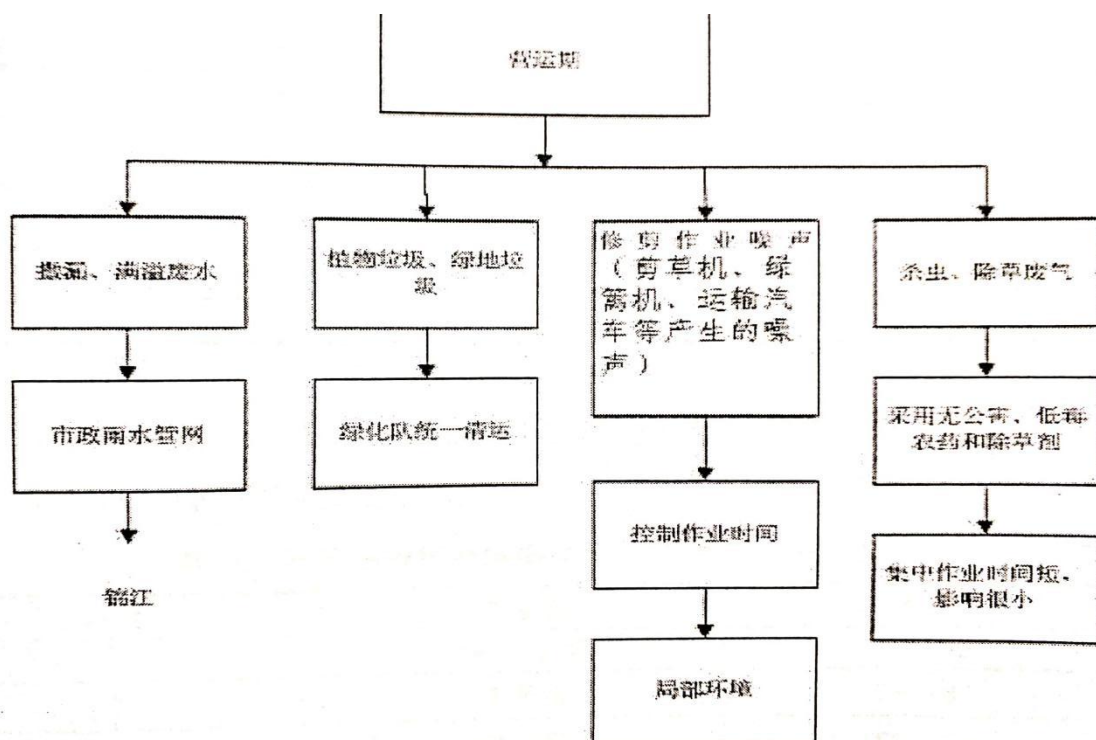 营运期
撒漏、满溢废水
植物垃圾、绿地垃
圾
修剪作业噪声
（剪草机、绿
篱机、运输汽
车等产生的噪
声）
杀虫、除草废气
市政雨水管网
绿化队统一清运
采用无公害、低毒
农药和除草剂
控制作业时间
集中作业时间短、
影响很小
锦江
局部环境